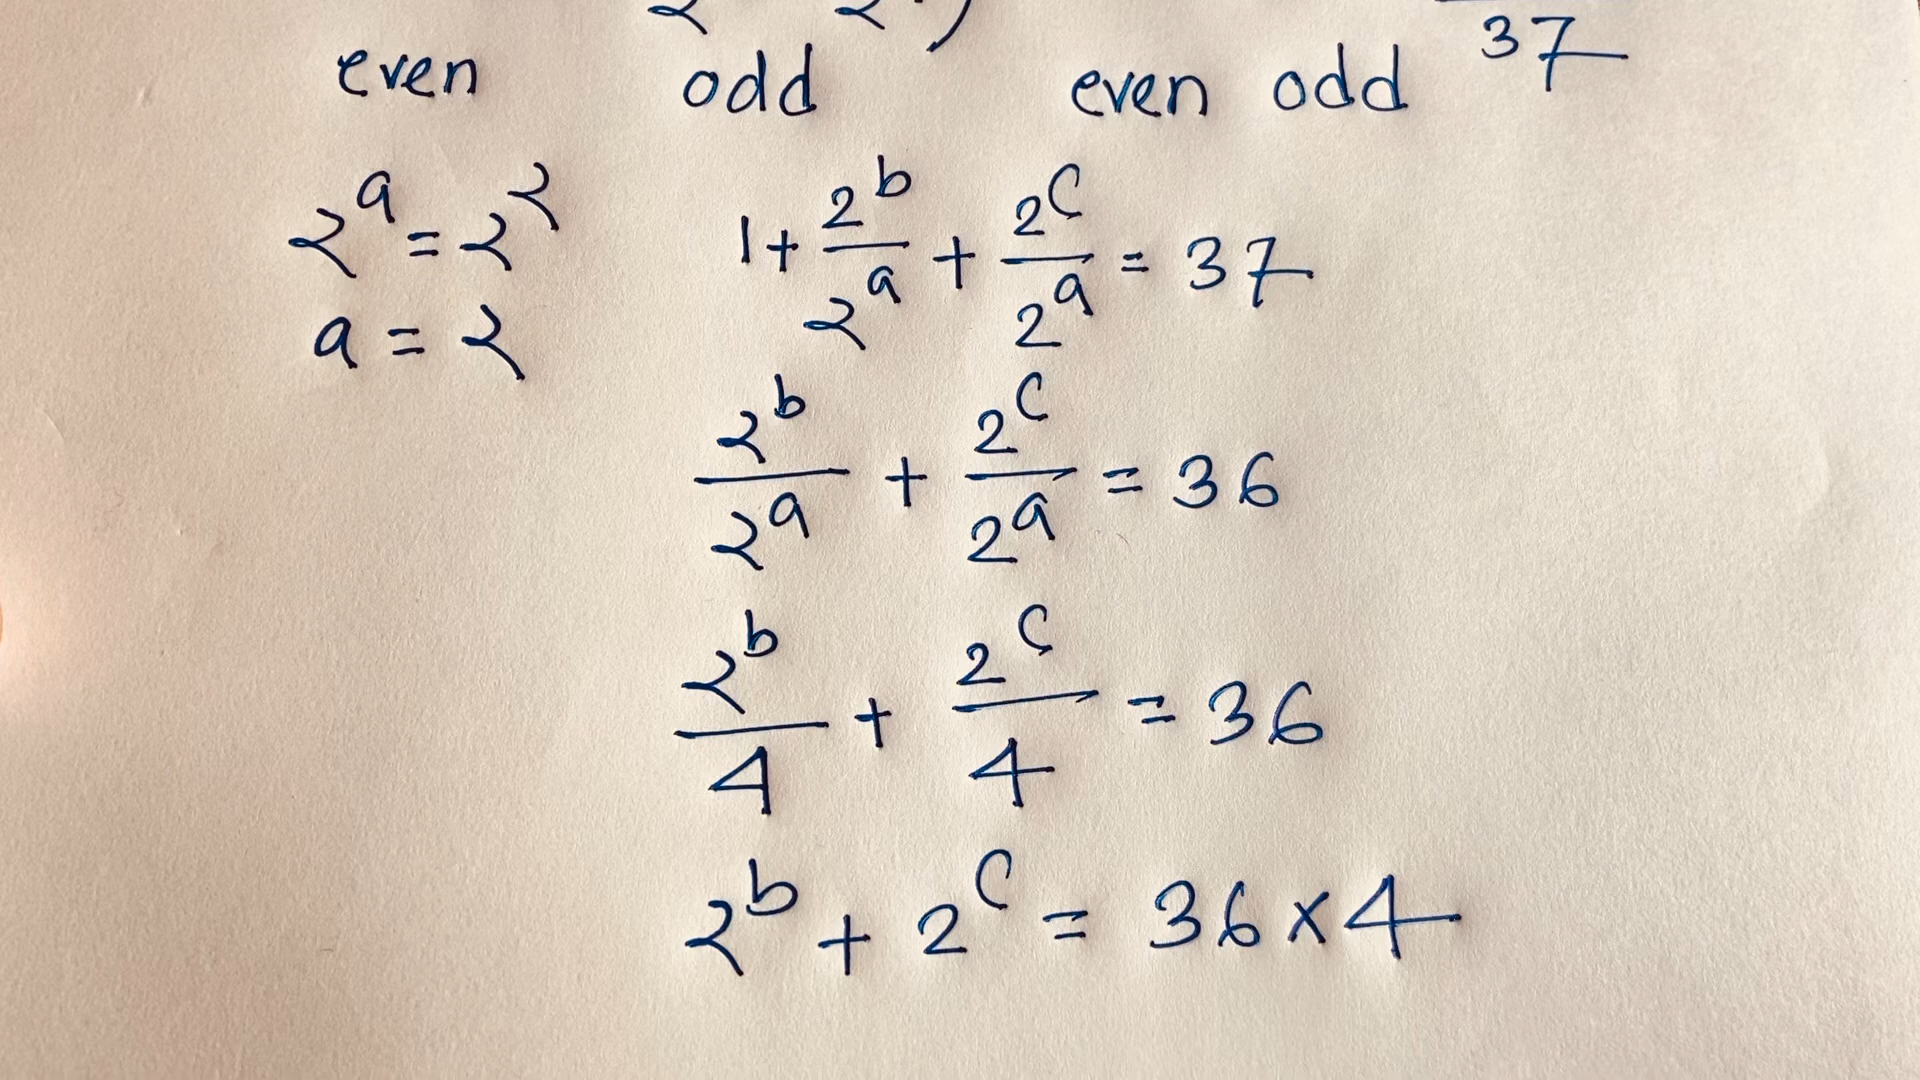 37
even odd even odd
2^a = 2^2
a = 2
1 + 2^b/2^a + 2^c/2^a = 37
2^b/2^a + 2^c/2^a = 36
2^b/4 + 2^c/4 = 36
2^b + 2^c = 36 × 4